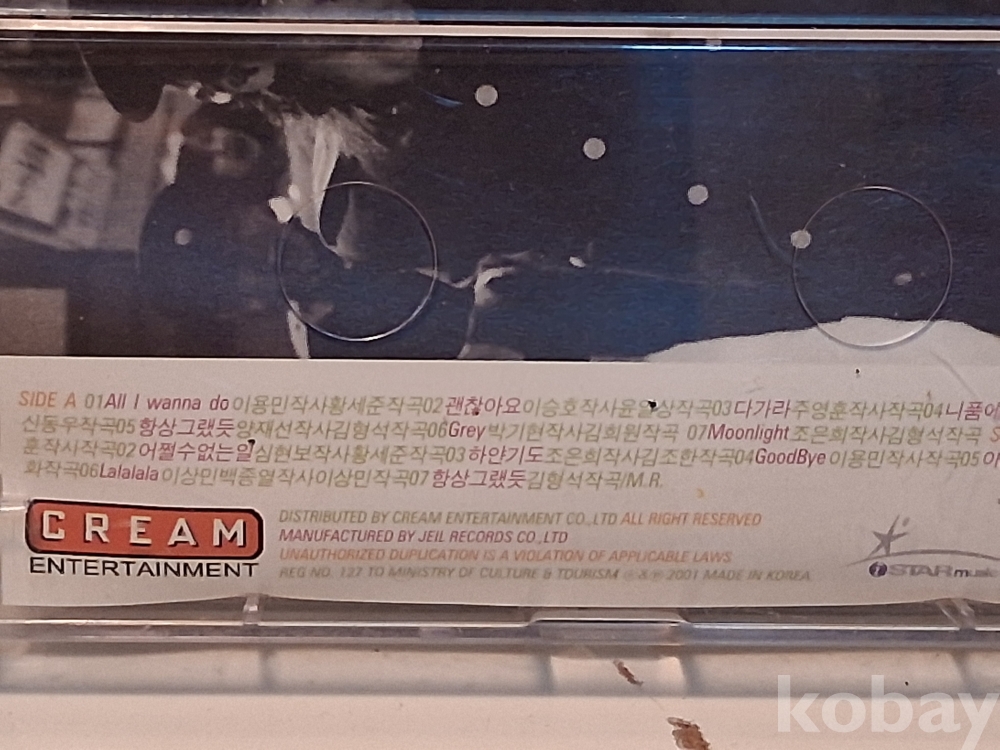 SIDE A 01All I wanna do이용민작사황세준작곡02괜찮아요이승호작사윤일상작곡03다가라주영훈작사작곡04니품에
신동우작곡05항상그랬듯양재선작사김형석작곡06Grey박기현작사김희원작곡 07Moonlight조은희작사김형석작곡 S
훈작사작곡02어쩔수없는일심현보작사황세준작곡03하얀기도조은희작사김조한작곡04GoodBye이용민작사작곡05
화작곡06Lalalala이상민백종열작사이상민작곡07항상그랬듯김형석작곡/M.R.
CREAM
ENTERTAINMENT
DISTRIBUTED BY CREAM ENTERTAINMENT CO.,LTD ALL RIGHT RESERVED
MANUFACTURED BY JEIL RECORDS CO.,LTD
UNAUTHORIZED DUPLICATION IS A VIOLATION OF APPLICABLE LAWS
REG NO. 127 TO MINISTRY OF CULTURE & TOURISM ⓒ&ⓟ 2001 MADE IN KOREA
STARmusic
kobay